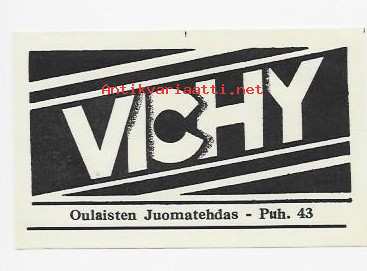 Antikvariaatti.net
VICHY
Oulaisten Juomatehdas - Puh. 43